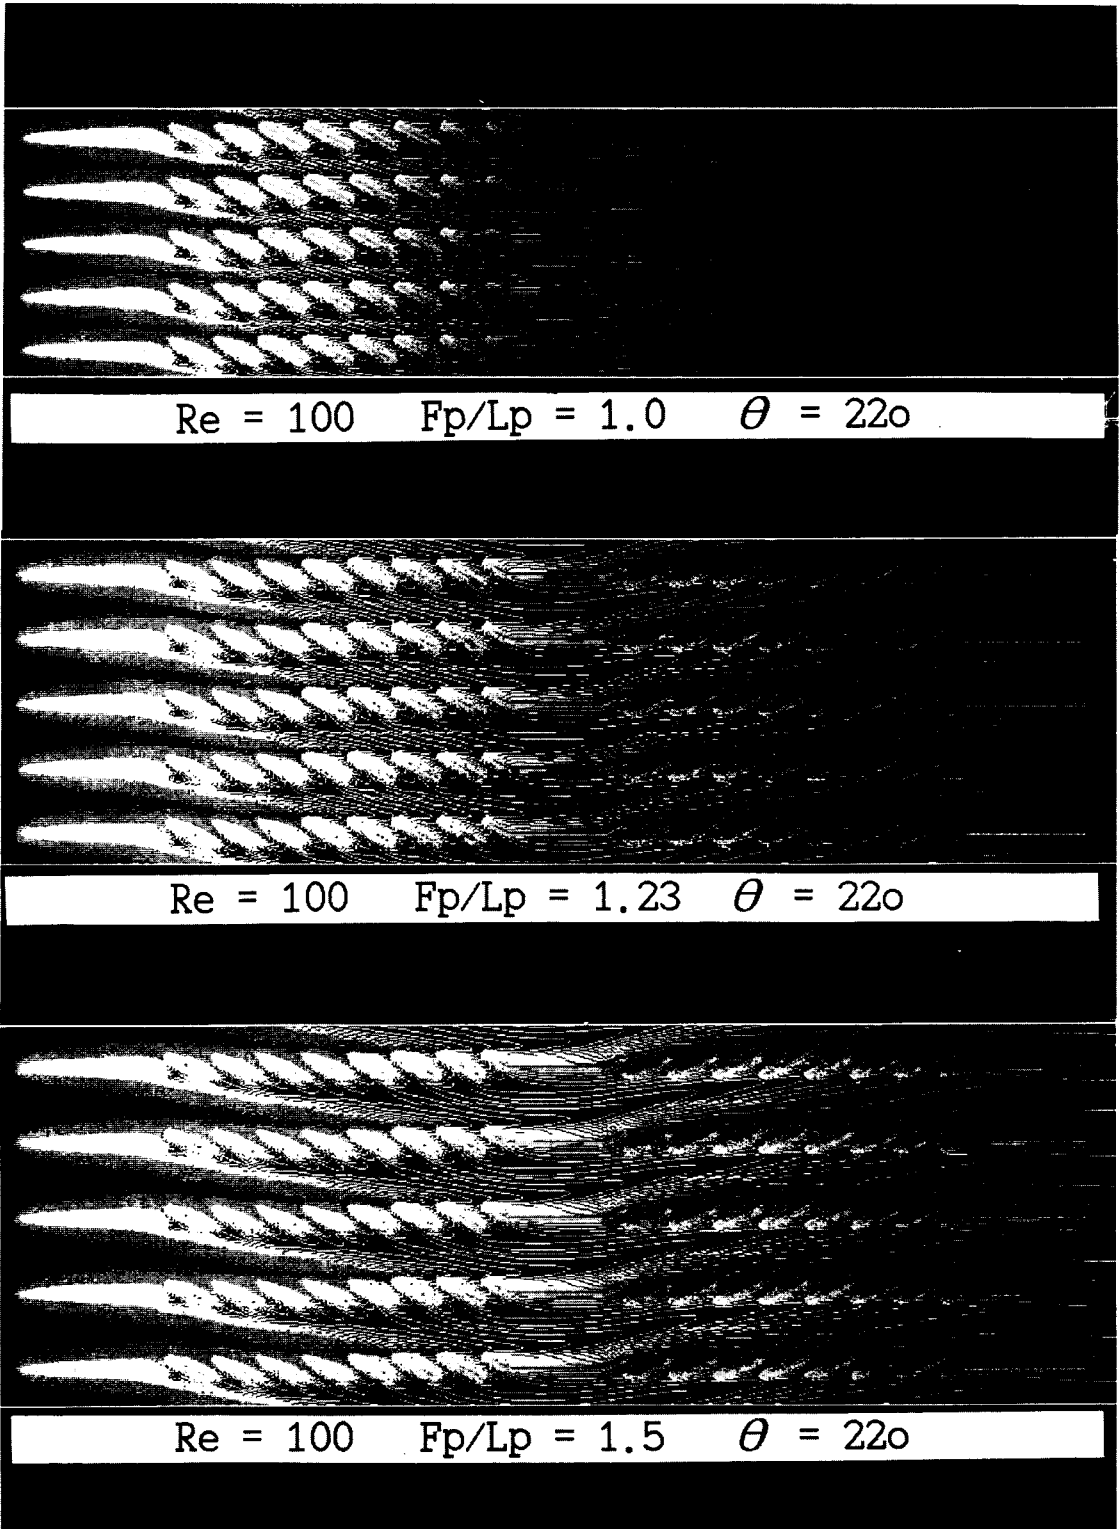 Re = 100 Fp/Lp = 1.0 θ = 22o
Re = 100 Fp/Lp = 1.23 θ = 22o
Re = 100 Fp/Lp = 1.5 θ = 22o